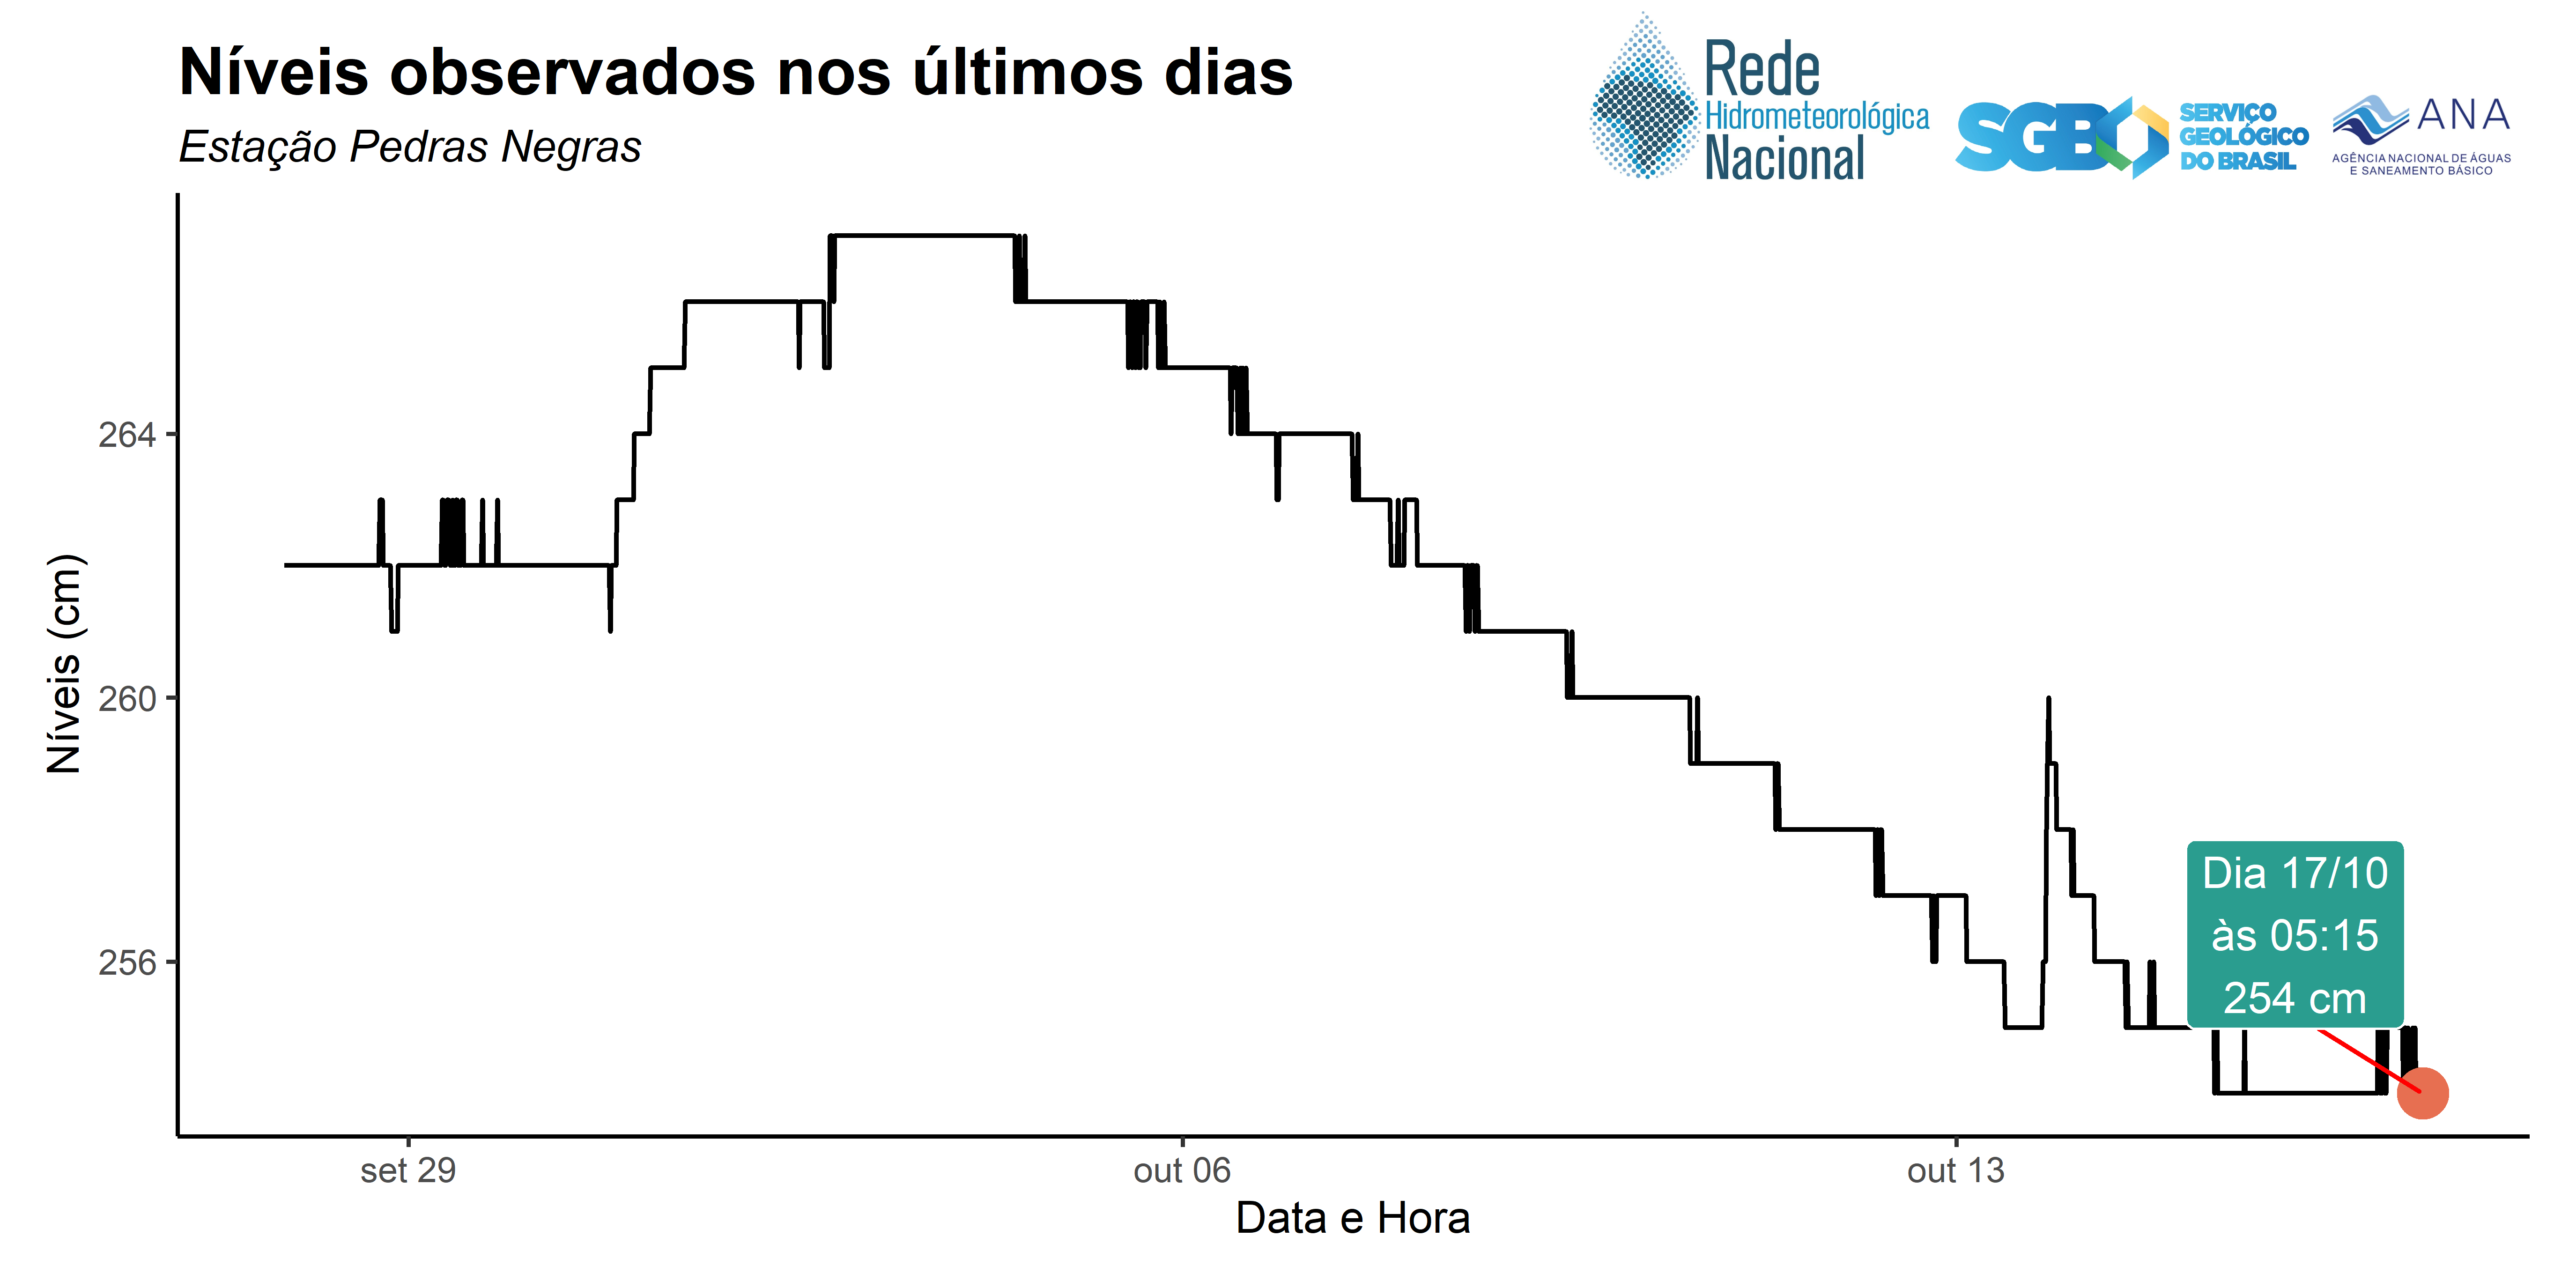 Níveis observados nos últimos dias
Estação Pedras Negras
Rede
Hidrometeorológica
Nacional
SGB
SERVIÇO
GEOLÓGICO
DO BRASIL
ANA
AGÊNCIA NACIONAL DE ÁGUAS
E SANEAMENTO BÁSICO
Níveis (cm)
264
260
256
Dia 17/10
às 05:15
254 cm
set 29
out 06
out 13
Data e Hora